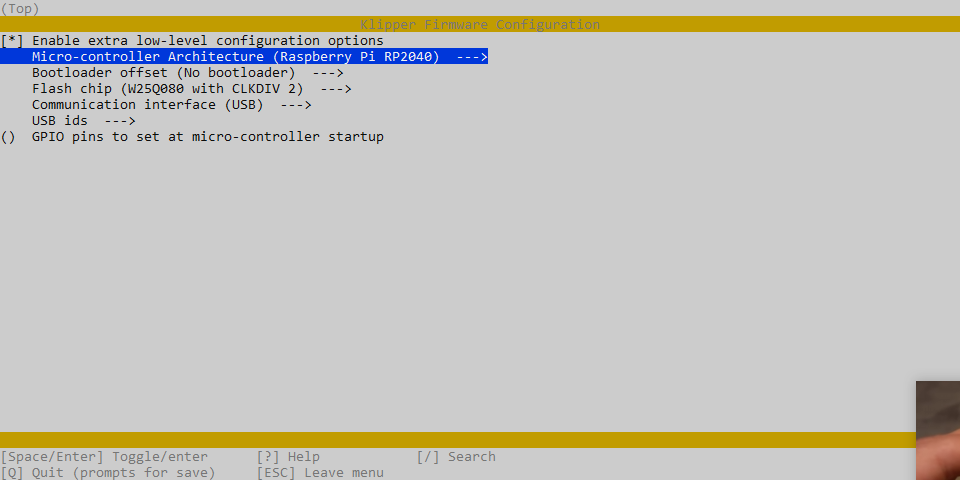 (Top)
Klipper Firmware Configuration
[*] Enable extra low-level configuration options
Micro-controller Architecture (Raspberry Pi RP2040) --->
Bootloader offset (No bootloader) --->
Flash chip (W25Q080 with CLKDIV 2) --->
Communication interface (USB) --->
USB ids --->
() GPIO pins to set at micro-controller startup
[Space/Enter] Toggle/enter [?] Help [/] Search
[Q] Quit (prompts for save) [ESC] Leave menu